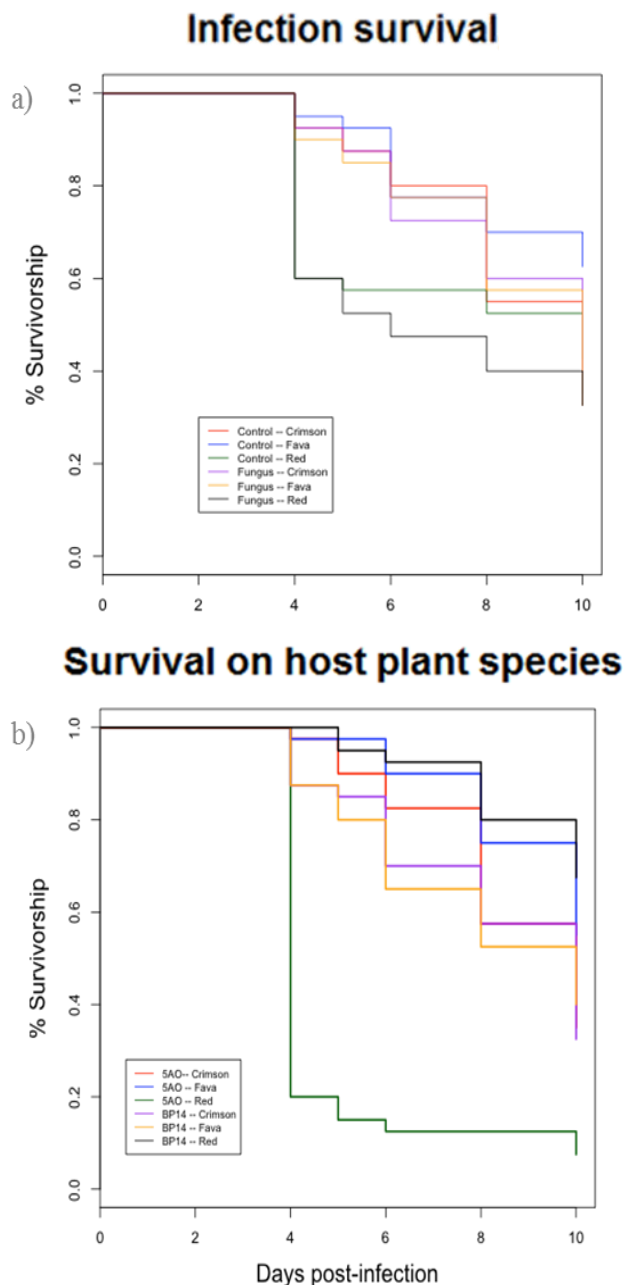 Infection survival
a)
% Survivorship
1.0
0.8
0.6
0.4
0.2
0.0
Control -- Crimson
Control -- Fava
Control -- Red
Fungus -- Crimson
Fungus -- Fava
Fungus -- Red
0 2 4 6 8 10
Survival on host plant species
b)
% Survivorship
1.0
0.8
0.6
0.4
0.2
0.0
5AO-- Crimson
5AO -- Fava
5AO -- Red
BP14 -- Crimson
BP14 -- Fava
BP14 -- Red
0 2 4 6 8 10
Days post-infection